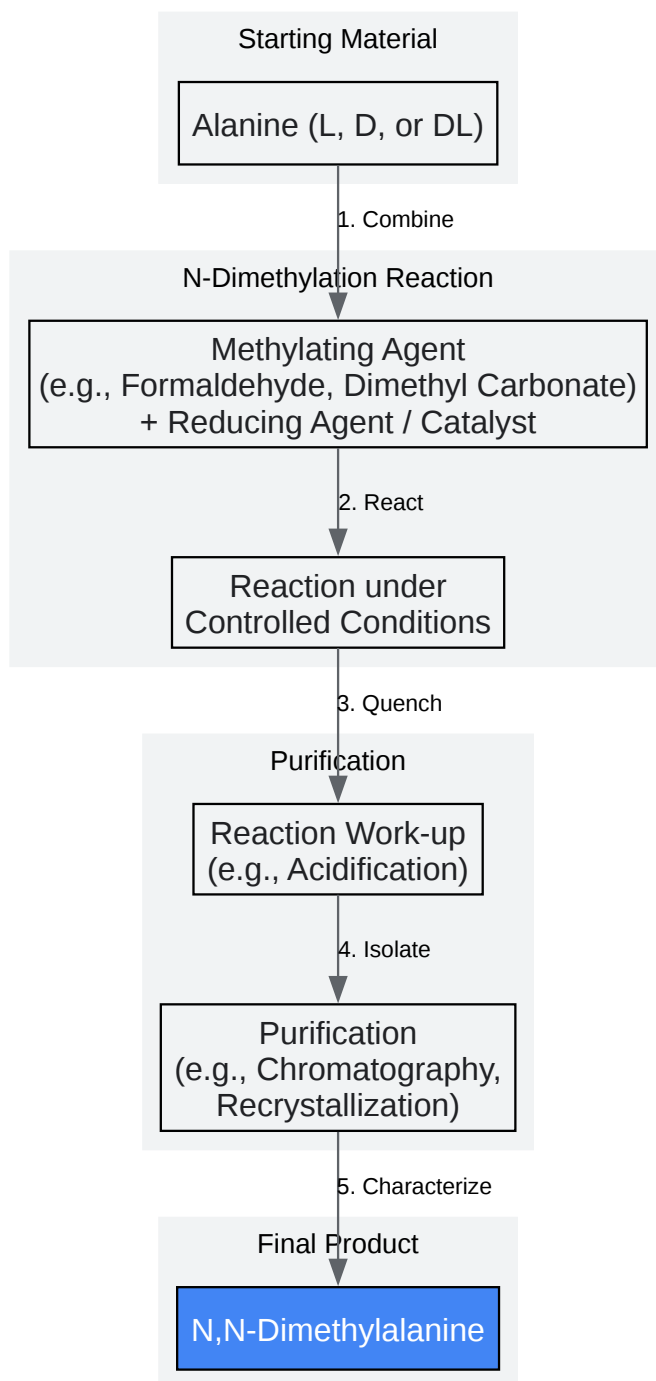 Starting Material
Alanine (L, D, or DL)
1. Combine
N-Dimethylation Reaction
Methylating Agent
(e.g., Formaldehyde, Dimethyl Carbonate)
+ Reducing Agent / Catalyst
2. React
Reaction under
Controlled Conditions
3. Quench
Purification
Reaction Work-up
(e.g., Acidification)
4. Isolate
Purification
(e.g., Chromatography,
Recrystallization)
5. Characterize
Final Product
N,N-Dimethylalanine